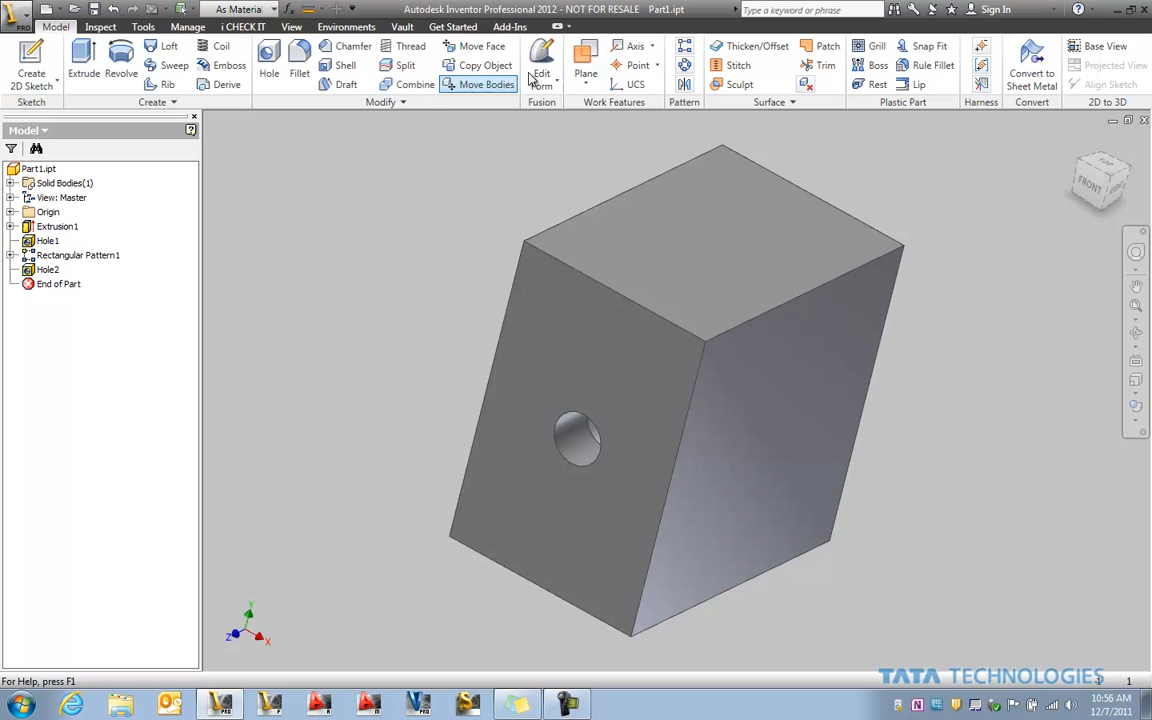 PRO
As Material
Autodesk Inventor Professional 2012 - NOT FOR RESALE Part1.ipt
Type a keyword or phrase
Sign In
Model Inspect Tools Manage View Environments Vault Get Started Add-Ins i CHECK IT
Create 2D Sketch
Extrude
Revolve
Loft
Sweep
Rib
Coil
Emboss
Derive
Hole
Fillet
Chamfer
Shell
Draft
Thread
Split
Combine
Move Face
Copy Object
Move Bodies
Edit Form
Plane
Axis
Point
UCS
Thicken/Offset
Stitch
Sculpt
Patch
Trim
Grill
Boss
Rest
Snap Fit
Rule Fillet
Lip
Convert to Sheet Metal
Base View
Projected View
Align Sketch
Sketch
Create
Modify
Fusion
Work Features
Pattern
Surface
Plastic Part
Harness
Convert
2D to 3D
Model
Part1.ipt
Solid Bodies(1)
View: Master
Origin
Extrusion1
Hole1
Rectangular Pattern1
Hole2
End of Part
TOP
FRONT
Y
Z
X
For Help, press F1
1 1
TATA TECHNOLOGIES
10:56 AM
12/7/2011